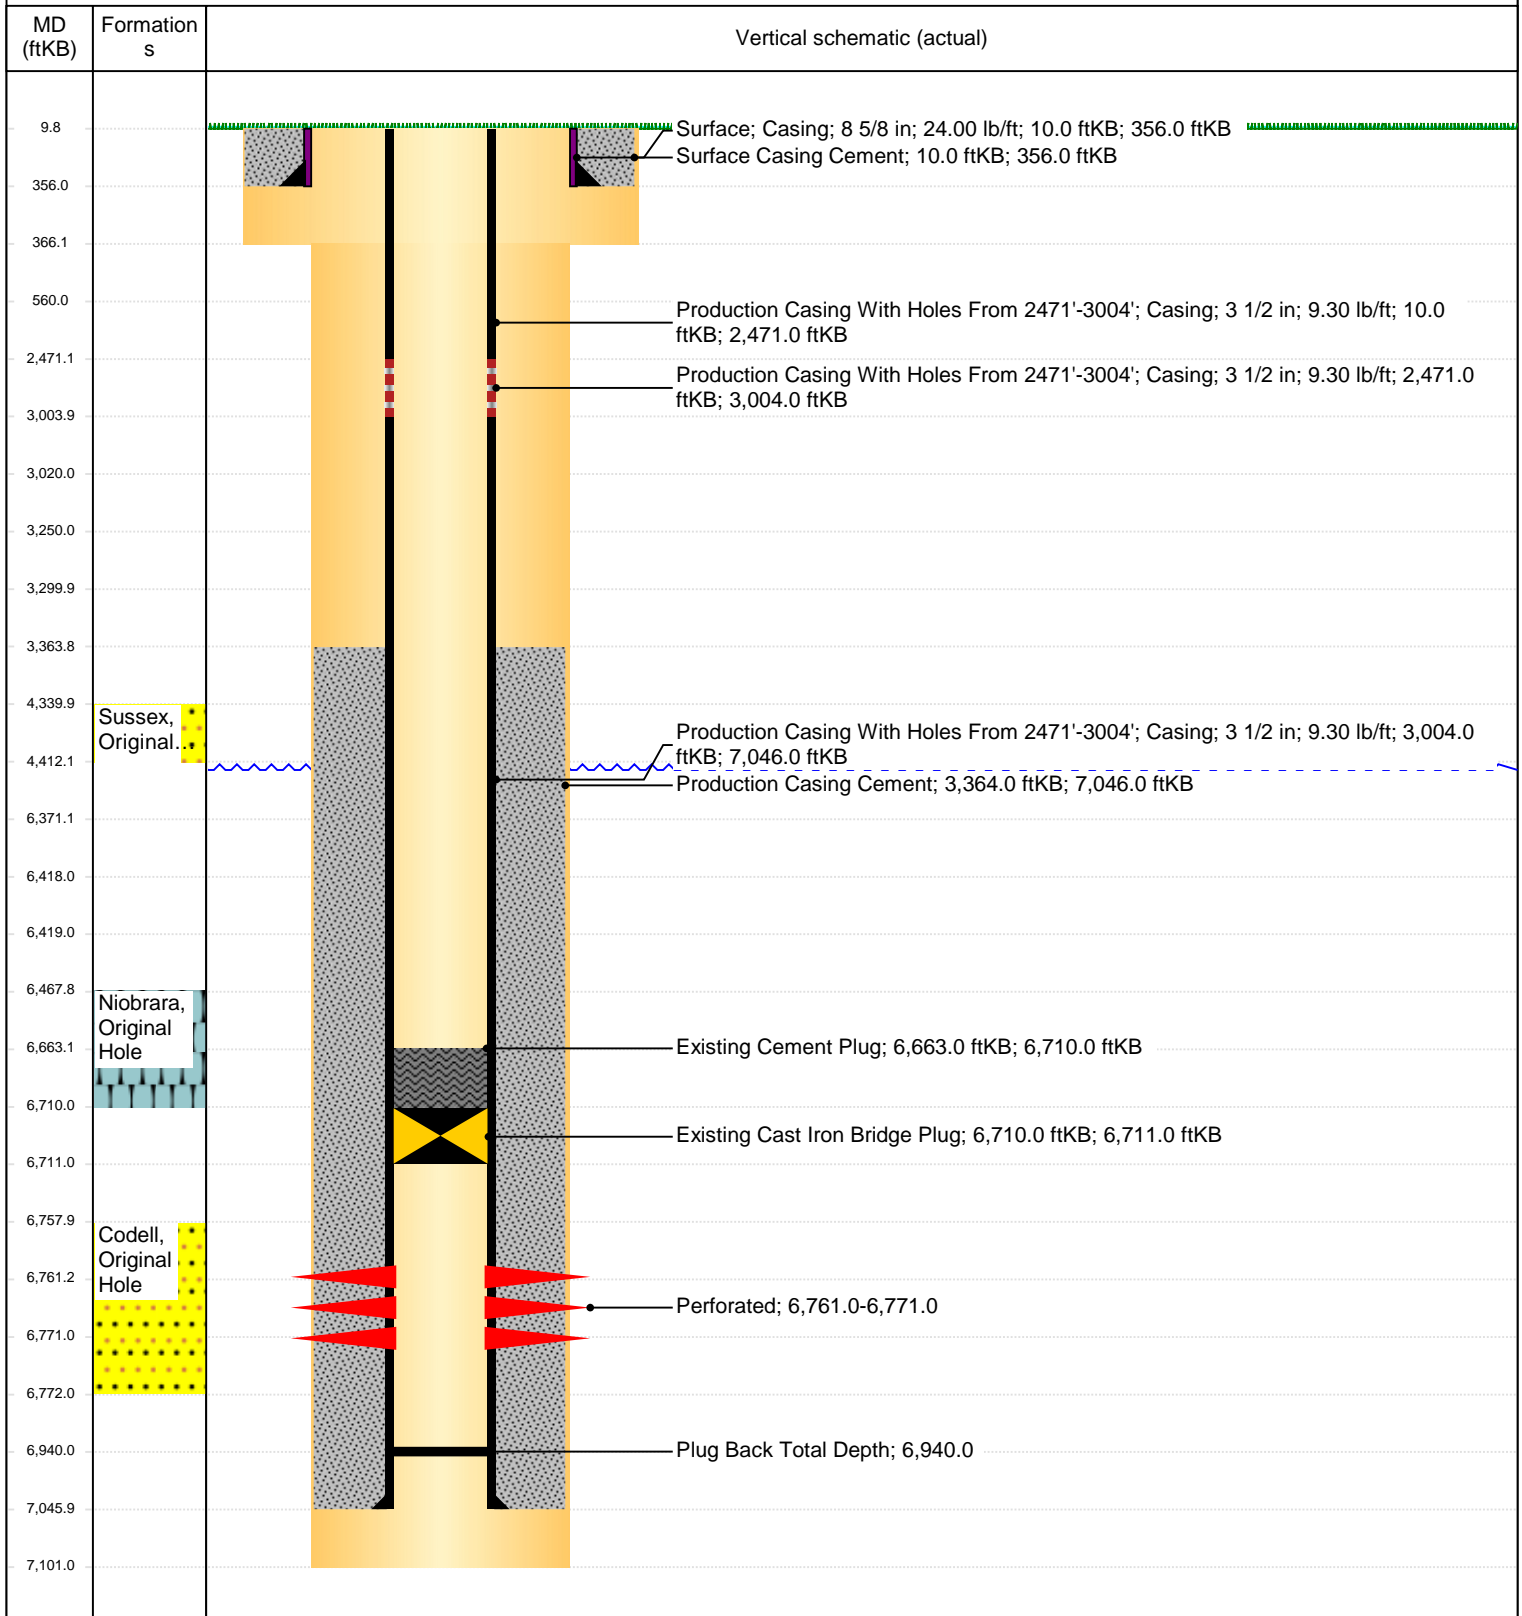 MD
(ftKB)
Formation
s
Vertical schematic (actual)
9.8
Surface; Casing; 8 5/8 in; 24.00 lb/ft; 10.0 ftKB; 356.0 ftKB
Surface Casing Cement; 10.0 ftKB; 356.0 ftKB
356.0
366.1
560.0
Production Casing With Holes From 2471'-3004'; Casing; 3 1/2 in; 9.30 lb/ft; 10.0
ftKB; 2,471.0 ftKB
2,471.1
Production Casing With Holes From 2471'-3004'; Casing; 3 1/2 in; 9.30 lb/ft; 2,471.0
ftKB; 3,004.0 ftKB
3,003.9
3,020.0
3,250.0
3,299.9
3,363.8
4,339.9
Sussex,
Original...
Production Casing With Holes From 2471'-3004'; Casing; 3 1/2 in; 9.30 lb/ft; 3,004.0
ftKB; 7,046.0 ftKB
4,412.1
Production Casing Cement; 3,364.0 ftKB; 7,046.0 ftKB
6,371.1
6,418.0
6,419.0
6,467.8
Niobrara,
Original
Hole
6,663.1
Existing Cement Plug; 6,663.0 ftKB; 6,710.0 ftKB
6,710.0
Existing Cast Iron Bridge Plug; 6,710.0 ftKB; 6,711.0 ftKB
6,711.0
6,757.9
Codell,
Original
Hole
6,761.2
Perforated; 6,761.0-6,771.0
6,771.0
6,772.0
6,940.0
Plug Back Total Depth; 6,940.0
7,045.9
7,101.0